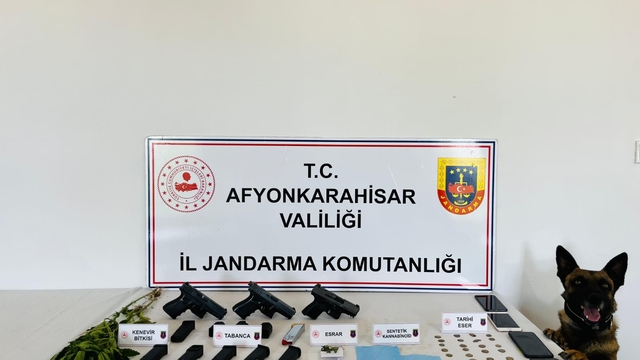 T.C.
AFYONKARAHİSAR
VALİLİĞİ
İL JANDARMA KOMUTANLIĞI
JANDARMA
KENEVİR
BİTKİSİ
TABANCA
ESRAR
SENTETİK
KANNABİNOİD
TARİHİ
ESER